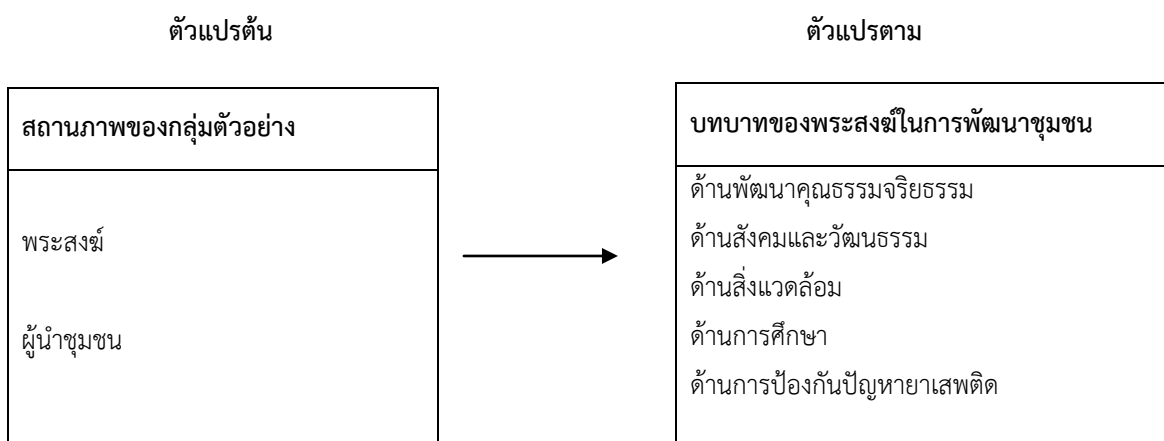 ตัวแปรต้น
ตัวแปรตาม
สถานภาพของกลุ่มตัวอย่าง
พระสงฆ์
ผู้นำชุมชน
บทบาทของพระสงฆ์ในการพัฒนาชุมชน
ด้านพัฒนาคุณธรรมจริยธรรม
ด้านสังคมและวัฒนธรรม
ด้านสิ่งแวดล้อม
ด้านการศึกษา
ด้านการป้องกันปัญหายาเสพติด